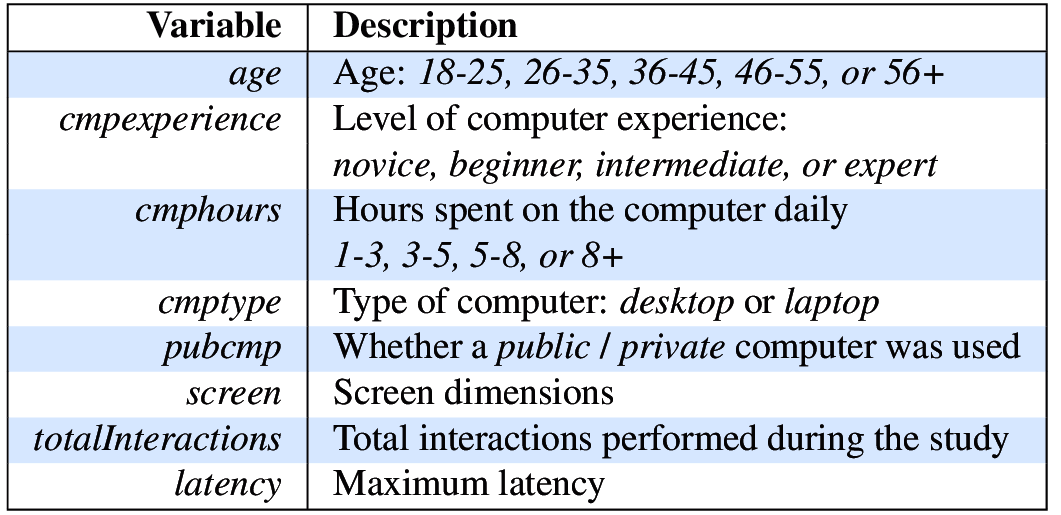 Variable Description
age Age: 18-25, 26-35, 36-45, 46-55, or 56+
cmpexperience Level of computer experience:
novice, beginner, intermediate, or expert
cmphours Hours spent on the computer daily
1-3, 3-5, 5-8, or 8+
cmptype Type of computer: desktop or laptop
pubcmp Whether a public / private computer was used
screen Screen dimensions
totalInteractions Total interactions performed during the study
latency Maximum latency